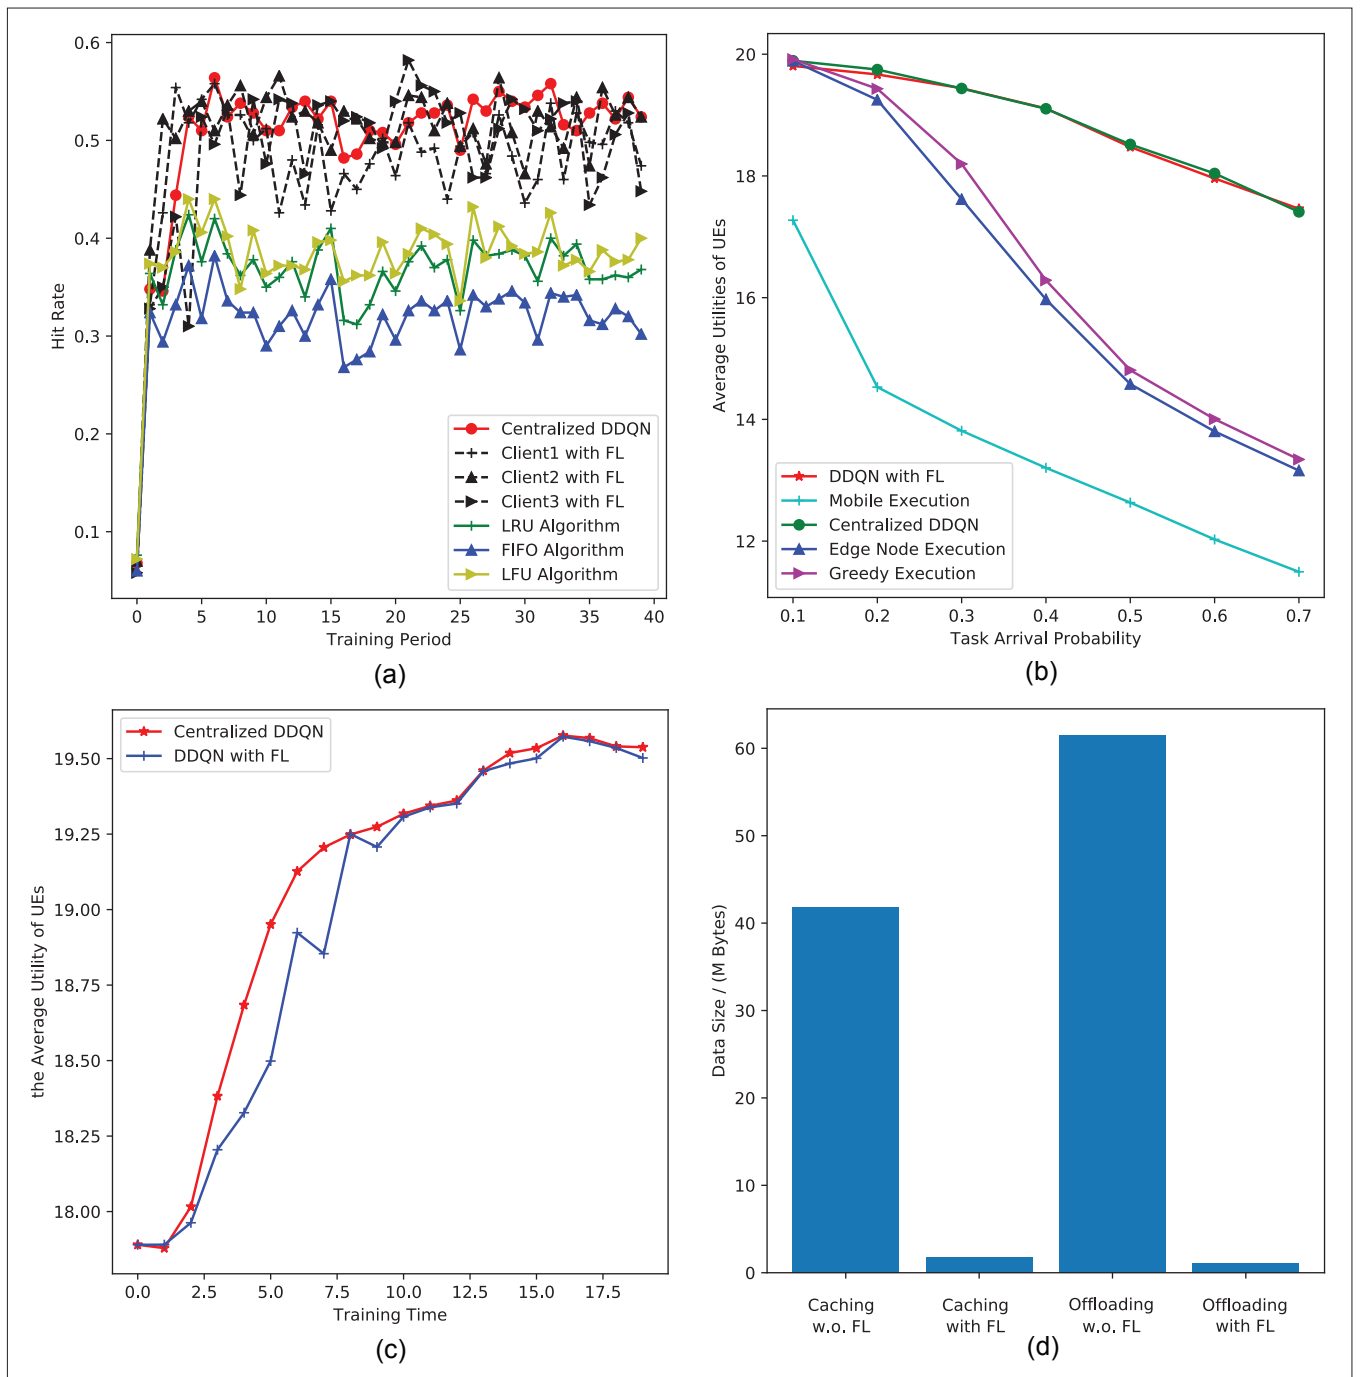 0.6
0.5
0.4
0.3
0.2
0.1
Hit Rate
Centralized DDQN
Client1 with FL
Client2 with FL
Client3 with FL
LRU Algorithm
FIFO Algorithm
LFU Algorithm
0 5 10 15 20 25 30 35 40
Training Period
(a)
20
18
16
14
12
Average Utilities of UEs
DDQN with FL
Mobile Execution
Centralized DDQN
Edge Node Execution
Greedy Execution
0.1 0.2 0.3 0.4 0.5 0.6 0.7
Task Arrival Probability
(b)
Centralized DDQN
DDQN with FL
19.50
19.25
19.00
18.75
18.50
18.25
18.00
the Average Utility of UEs
0.0 2.5 5.0 7.5 10.0 12.5 15.0 17.5
Training Time
(c)
60
50
40
30
20
10
0
Data Size / (M Bytes)
Caching Caching Offloading Offloading
w.o. FL with FL w.o. FL with FL
(d)